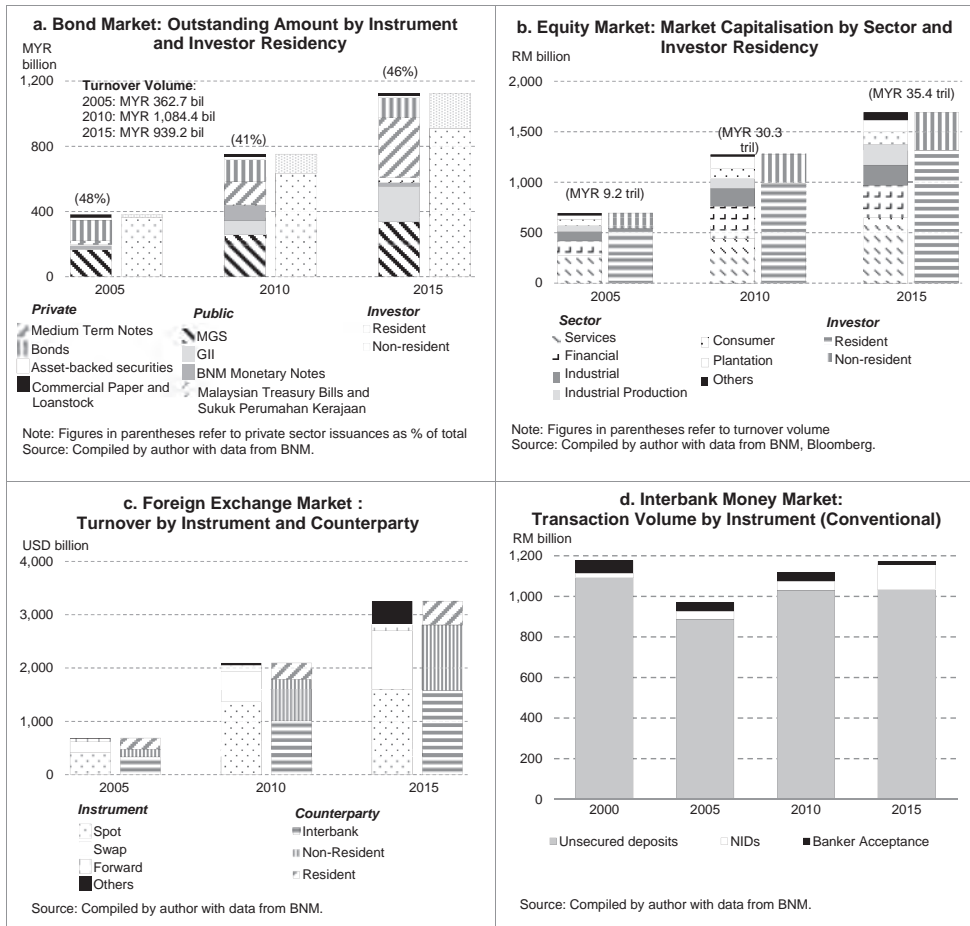 a. Bond Market: Outstanding Amount by Instrument
and Investor Residency
MYR
billion
1,200
800
400
0
Turnover Volume:
2005: MYR 362.7 bil
2010: MYR 1,084.4 bil
2015: MYR 939.2 bil
(48%)
(41%)
(46%)
2005
2010
2015
Private
Medium Term Notes
Bonds
Asset-backed securities
Commercial Paper and
Loanstock
Public
MGS
GII
BNM Monetary Notes
Malaysian Treasury Bills and
Sukuk Perumahan Kerajaan
Investor
Resident
Non-resident
Note: Figures in parentheses refer to private sector issuances as % of total
Source: Compiled by author with data from BNM.
b. Equity Market: Market Capitalisation by Sector and
Investor Residency
RM billion
2,000
1,500
1,000
500
0
(MYR 9.2 tril)
(MYR 30.3
tril)
(MYR 35.4 tril)
2005
2010
2015
Sector
Services
Financial
Industrial
Industrial Production
Consumer
Plantation
Others
Investor
Resident
Non-resident
Note: Figures in parentheses refer to turnover volume
Source: Compiled by author with data from BNM, Bloomberg.
c. Foreign Exchange Market :
Turnover by Instrument and Counterparty
USD billion
4,000
3,000
2,000
1,000
0
2005
2010
2015
Instrument
Spot
Swap
Forward
Others
Counterparty
Interbank
Non-Resident
Resident
Source: Compiled by author with data from BNM.
d. Interbank Money Market:
Transaction Volume by Instrument (Conventional)
RM billion
1,200
1,000
800
600
400
200
0
2000
2005
2010
2015
Unsecured deposits
NIDs
Banker Acceptance
Source: Compiled by author with data from BNM.